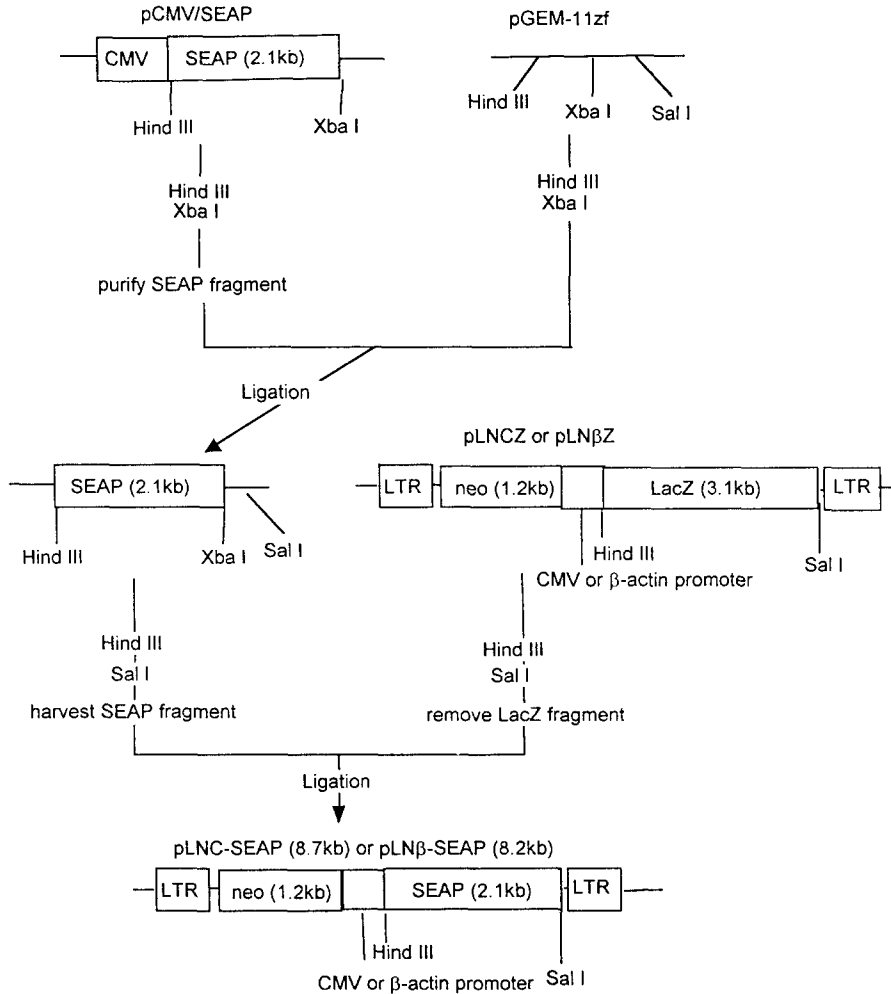 pCMV/SEAP
pGEM-11zf
CMV
SEAP (2.1kb)
Hind III
Xba I
Hind III
Xba I
Sal I
Hind III
Xba I
Hind III
Xba I
purify SEAP fragment
Ligation
pLNCZ or pLNβZ
SEAP (2.1kb)
LTR
neo (1.2kb)
LacZ (3.1kb)
LTR
Hind III
Xba I
Sal I
Hind III
Sal I
CMV or β-actin promoter
Hind III
Sal I
harvest SEAP fragment
Hind III
Sal I
remove LacZ fragment
Ligation
pLNC-SEAP (8.7kb) or pLNβ-SEAP (8.2kb)
LTR
neo (1.2kb)
SEAP (2.1kb)
LTR
Hind III
CMV or β-actin promoter
Sal I